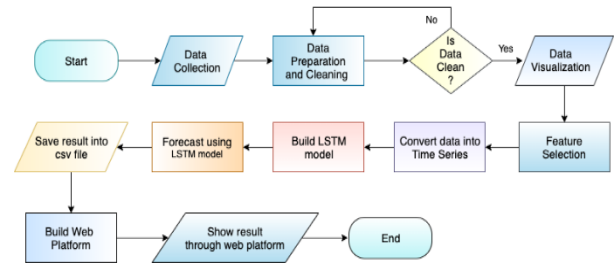 No
Start
Data
Collection
Data
Preparation
and Cleaning
Is
Data
Clean
?
Yes
Data
Visualization
Save result into
csv file
Forecast using
LSTM model
Build LSTM
model
Convert data into
Time Series
Feature
Selection
Build Web
Platform
Show result
through web platform
End